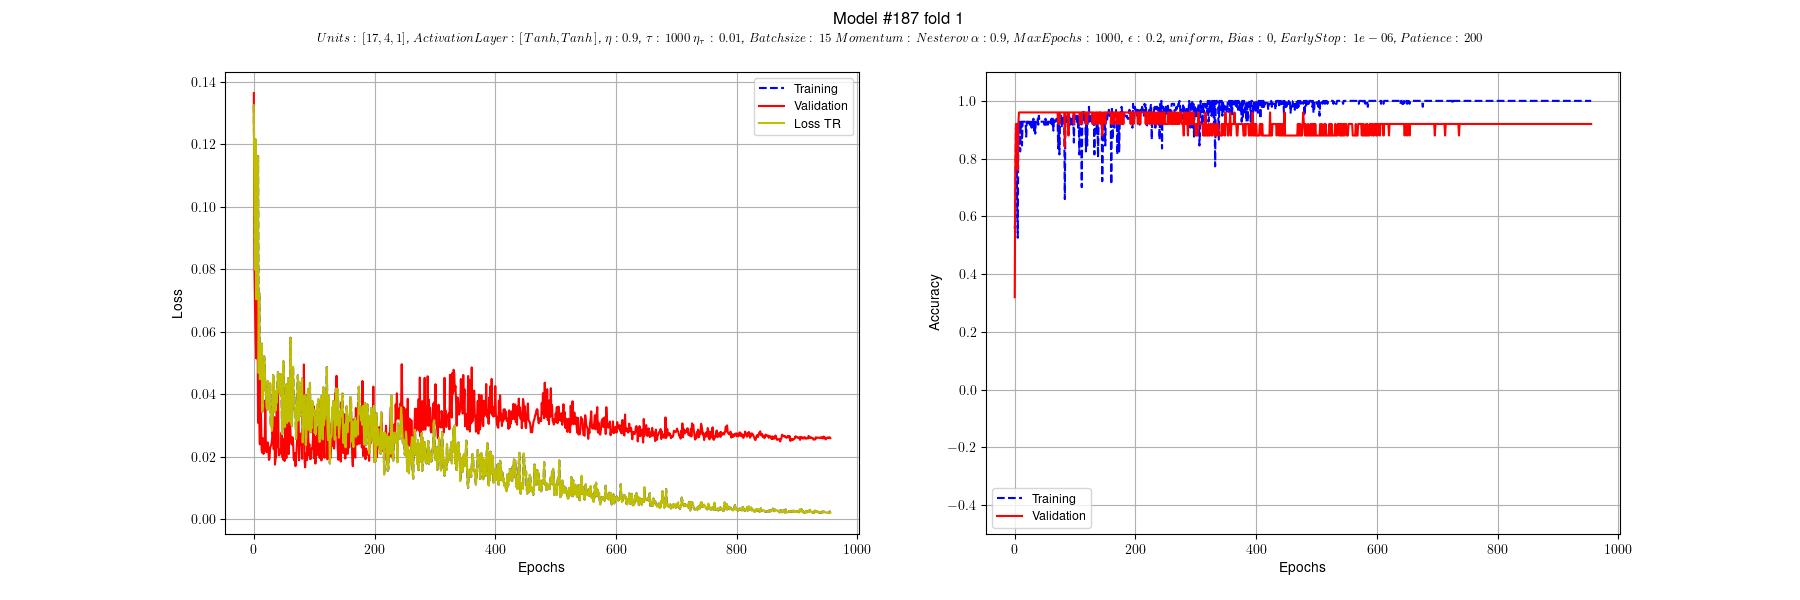 Model #187 fold 1
Units : [17, 4, 1], ActivationLayer : [Tanh, Tanh], η : 0.9, τ : 1000 ητ : 0.01, Batchsize : 15 Momentum : Nesterov α : 0.9, MaxEpochs : 1000, ϵ : 0.2, uniform, Bias : 0, EarlyStop : 1e − 06, Patience : 200
0.14
0.12
0.10
0.08
0.06
0.04
0.02
0.00
Loss
Training
Validation
Loss TR
0 200 400 600 800 1000
Epochs
1.0
0.8
0.6
0.4
0.2
0.0
−0.2
−0.4
Accuracy
Training
Validation
0 200 400 600 800 1000
Epochs